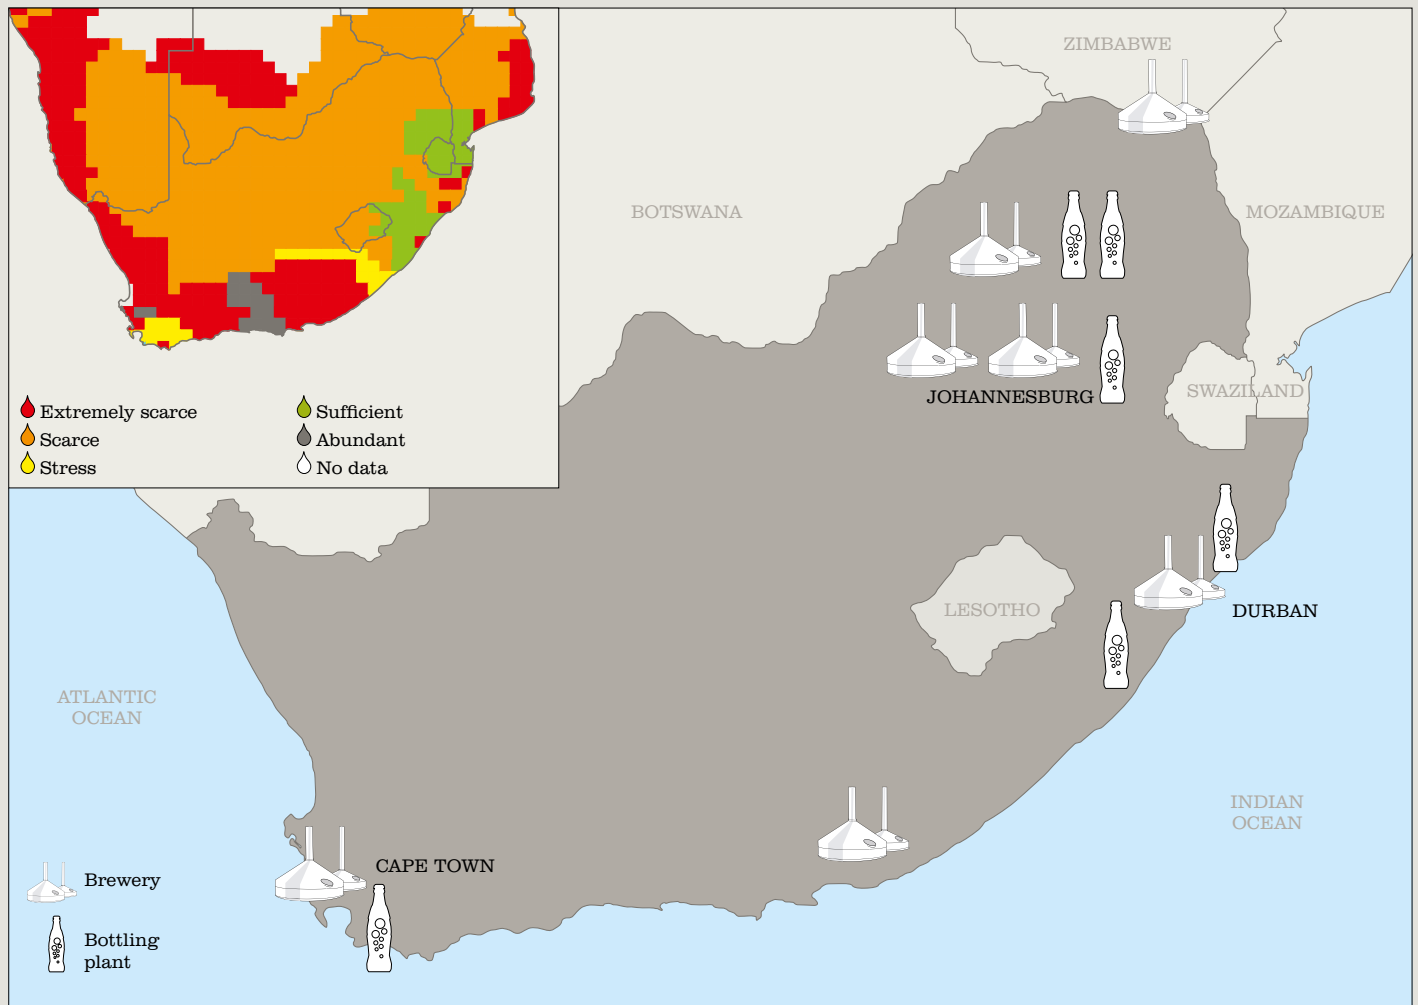 ZIMBABWE
BOTSWANA
MOZAMBIQUE
SWAZILAND
JOHANNESBURG
Extremely scarce
Scarce
Stress
Sufficient
Abundant
No data
LESOTHO
DURBAN
ATLANTIC
OCEAN
INDIAN
OCEAN
CAPE TOWN
Brewery
Bottling
plant